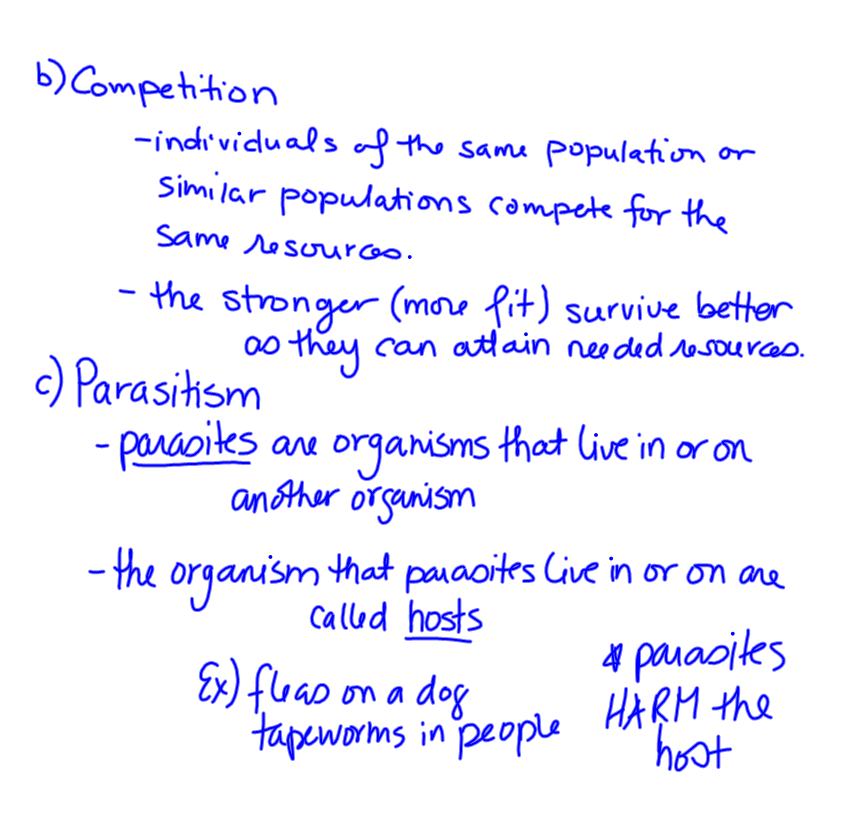 b) Competition
- individuals of the same population or
similar populations compete for the
same resources.
- the stronger (more fit) survive better
as they can attain needed resources.
c) Parasitism
- parasites are organisms that live in or on
another organism
- the organism that parasites live in or on are
called hosts
Ex) fleas on a dog
tapeworms in people
* parasites
HARM the
host